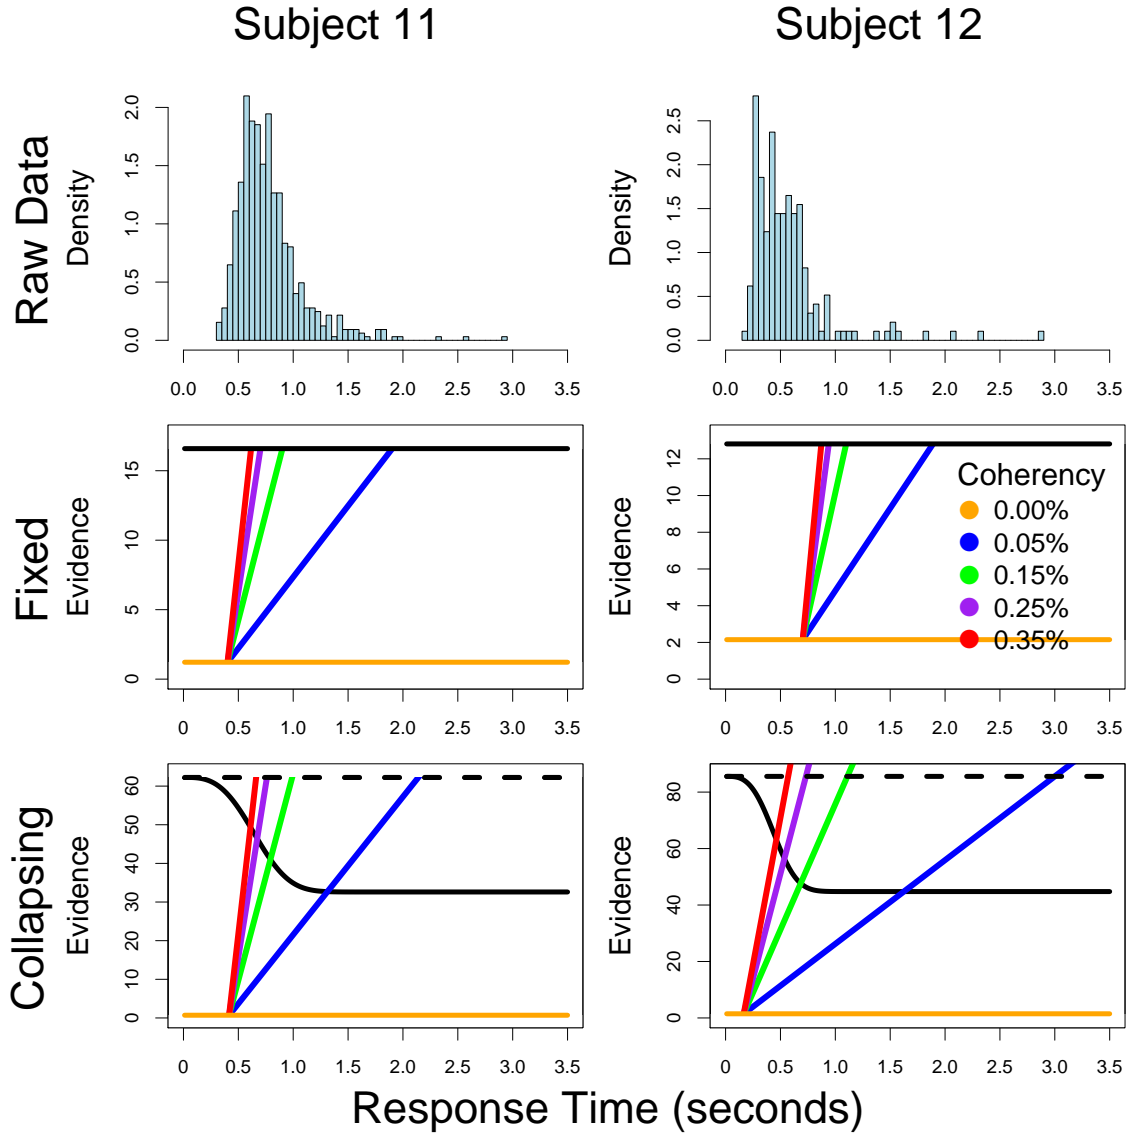 Subject 11
Subject 12
Raw Data
Density
0.0 0.5 1.0 1.5 2.0
0.0 0.5 1.0 1.5 2.0 2.5 3.0 3.5
Density
0.0 0.5 1.0 1.5 2.0 2.5
0.0 0.5 1.0 1.5 2.0 2.5 3.0 3.5
Fixed
Evidence
0 5 10 15
0.0 0.5 1.0 1.5 2.0 2.5 3.0 3.5
Evidence
0 2 4 6 8 10 12
Coherency
0.00%
0.05%
0.15%
0.25%
0.35%
0.0 0.5 1.0 1.5 2.0 2.5 3.0 3.5
Collapsing
Evidence
0 10 20 30 40 50 60
0.0 0.5 1.0 1.5 2.0 2.5 3.0 3.5
Evidence
0 20 40 60 80
0.0 0.5 1.0 1.5 2.0 2.5 3.0 3.5
Response Time (seconds)